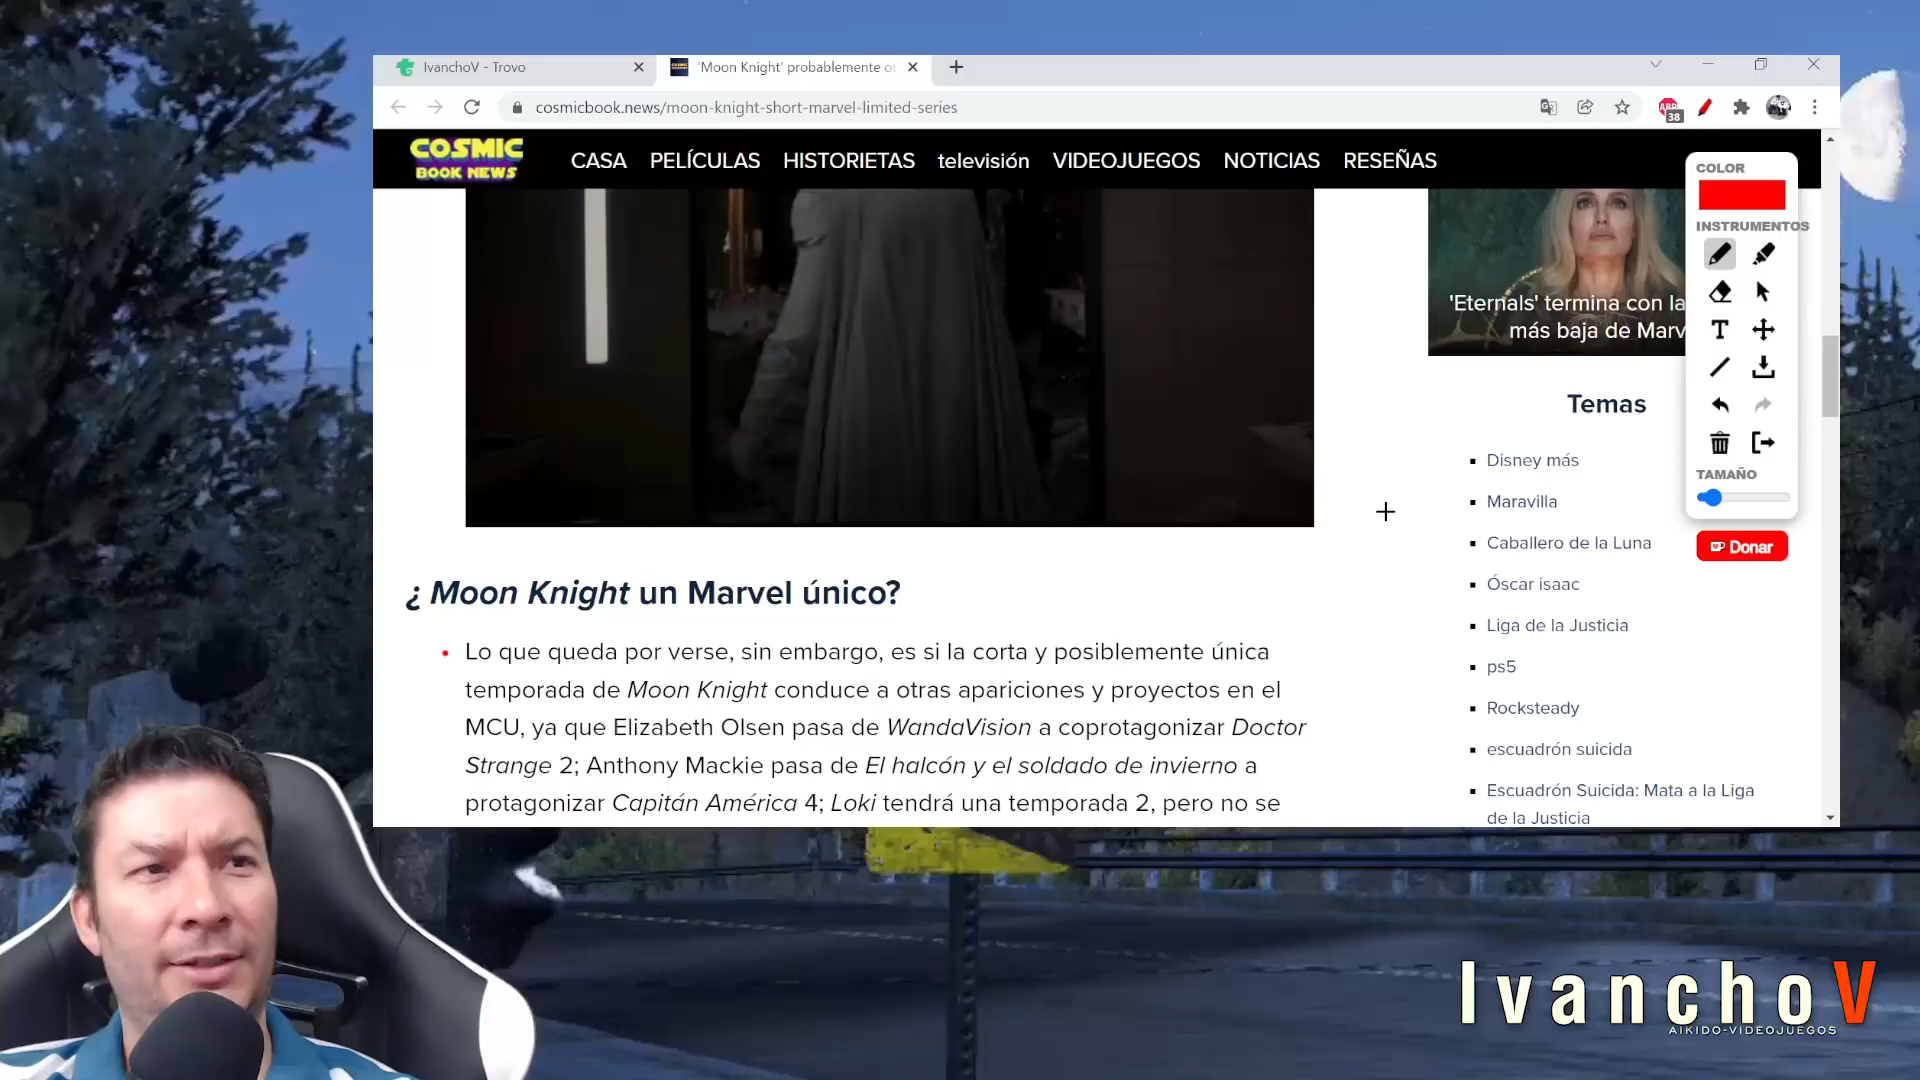 IvanchoV - Trovo
'Moon Knight' probablemente
cosmicbook.news/moon-knight-short-marvel-limited-series
ABP
38
COSMIC
BOOK NEWS
CASA PELÍCULAS HISTORIETAS televisión VIDEOJUEGOS NOTICIAS RESEÑAS
COLOR
INSTRUMENTOS
T
TAMAÑO
Donar
'Eternals' termina con la
más baja de Marv
Temas
Disney más
Maravilla
Caballero de la Luna
Óscar isaac
Liga de la Justicia
ps5
Rocksteady
escuadrón suicida
Escuadrón Suicida: Mata a la Liga
de la Justicia
¿ Moon Knight un Marvel único?
Lo que queda por verse, sin embargo, es si la corta y posiblemente única
temporada de Moon Knight conduce a otras apariciones y proyectos en el
MCU, ya que Elizabeth Olsen pasa de WandaVision a coprotagonizar Doctor
Strange 2; Anthony Mackie pasa de El halcón y el soldado de invierno a
protagonizar Capitán América 4; Loki tendrá una temporada 2, pero no se
IvanchoV
AIKIDO-VIDEOJUEGOS